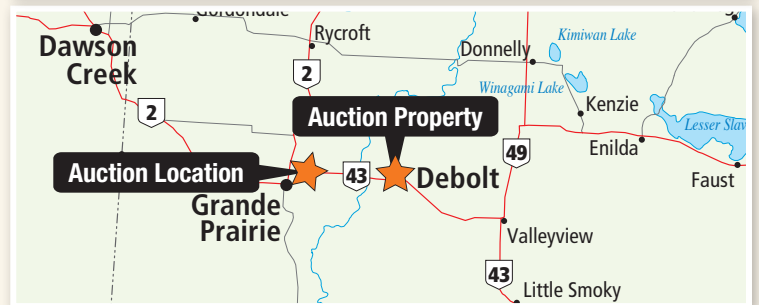 Gordondale
Rycroft
Dawson
Creek
Donnelly
Kimiwan Lake
2
Winagami Lake
2
Kenzie
Auction Property
Lesser Slav
49
Enilda
Auction Location
43
Debolt
Faust
Grande
Prairie
Valleyview
43
Little Smoky